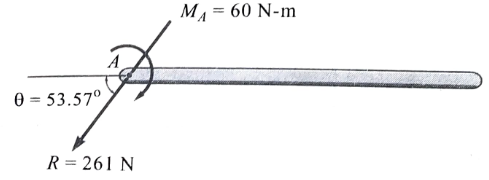 M_A = 60 N-m
A
θ = 53.57°
R = 261 N